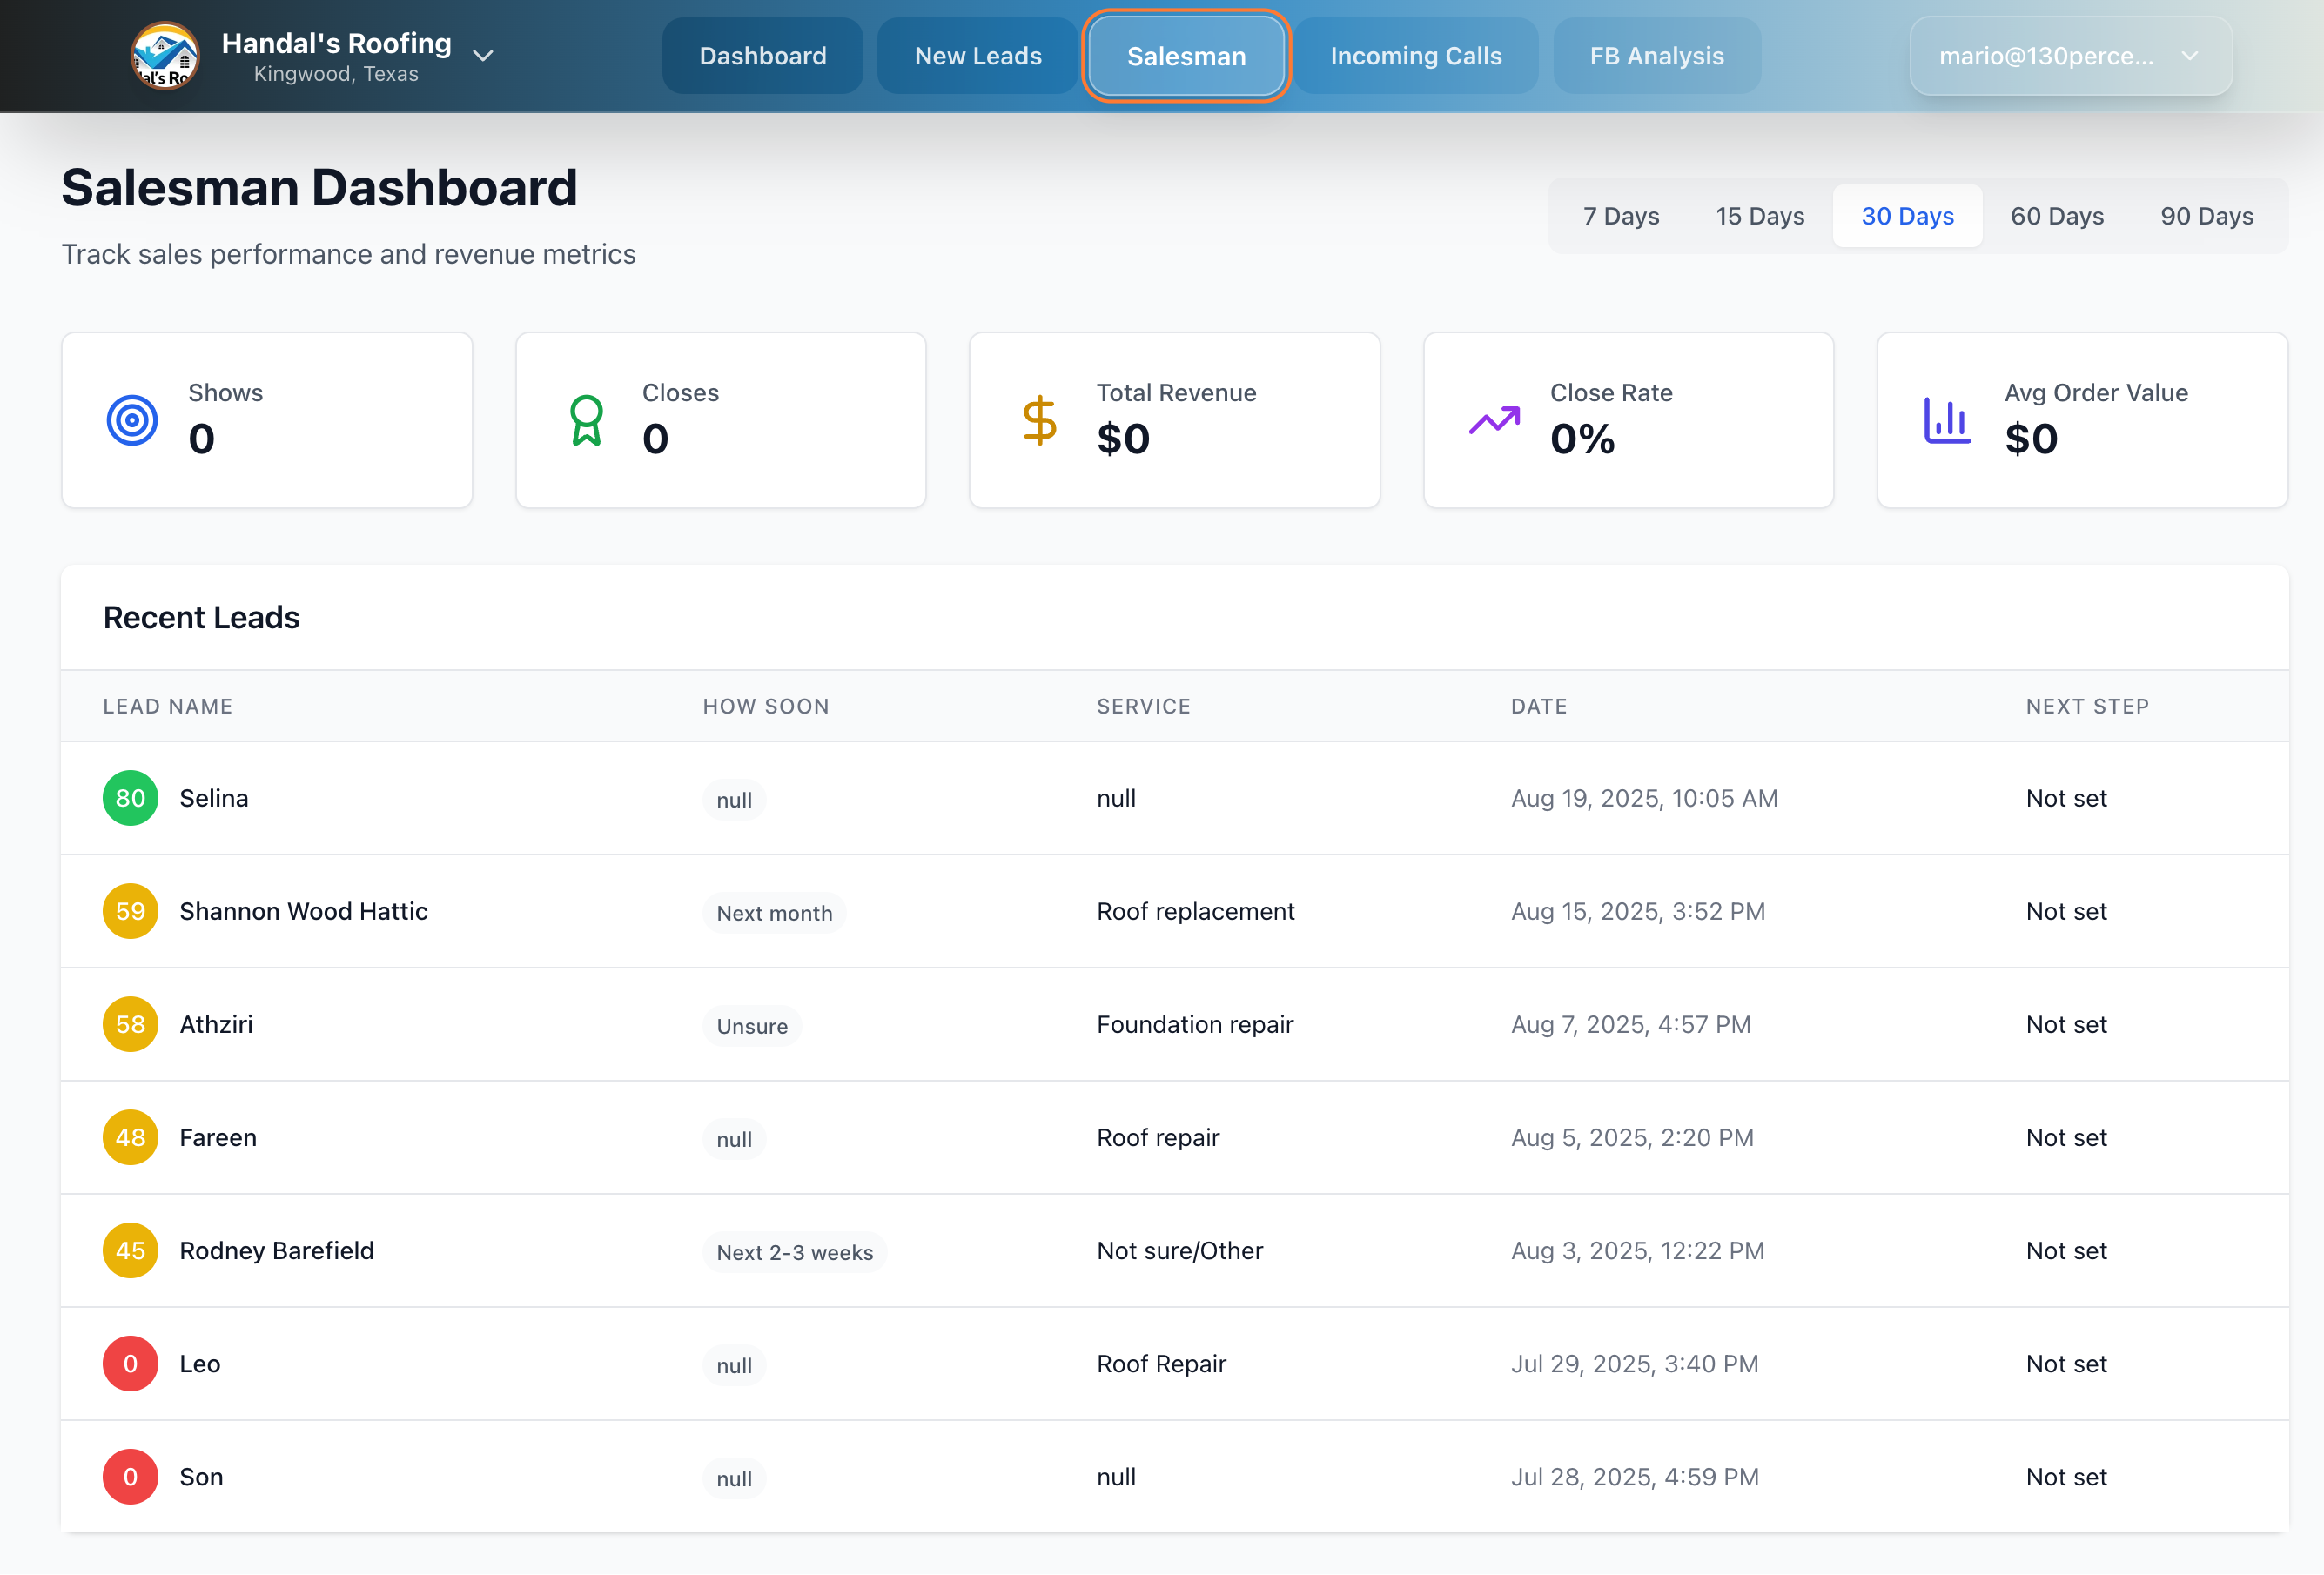 Handal's Roofing
Kingwood, Texas
al's Ro
Dashboard
New Leads
Salesman
Incoming Calls
FB Analysis
mario@130perce...
Salesman Dashboard
Track sales performance and revenue metrics
7 Days
15 Days
30 Days
60 Days
90 Days
Shows
0
Closes
0
Total Revenue
$0
Close Rate
0%
Avg Order Value
$0
Recent Leads
LEAD NAME HOW SOON SERVICE DATE NEXT STEP
80 Selina null null Aug 19, 2025, 10:05 AM Not set
59 Shannon Wood Hattic Next month Roof replacement Aug 15, 2025, 3:52 PM Not set
58 Athziri Unsure Foundation repair Aug 7, 2025, 4:57 PM Not set
48 Fareen null Roof repair Aug 5, 2025, 2:20 PM Not set
45 Rodney Barefield Next 2-3 weeks Not sure/Other Aug 3, 2025, 12:22 PM Not set
0 Leo null Roof Repair Jul 29, 2025, 3:40 PM Not set
0 Son null null Jul 28, 2025, 4:59 PM Not set